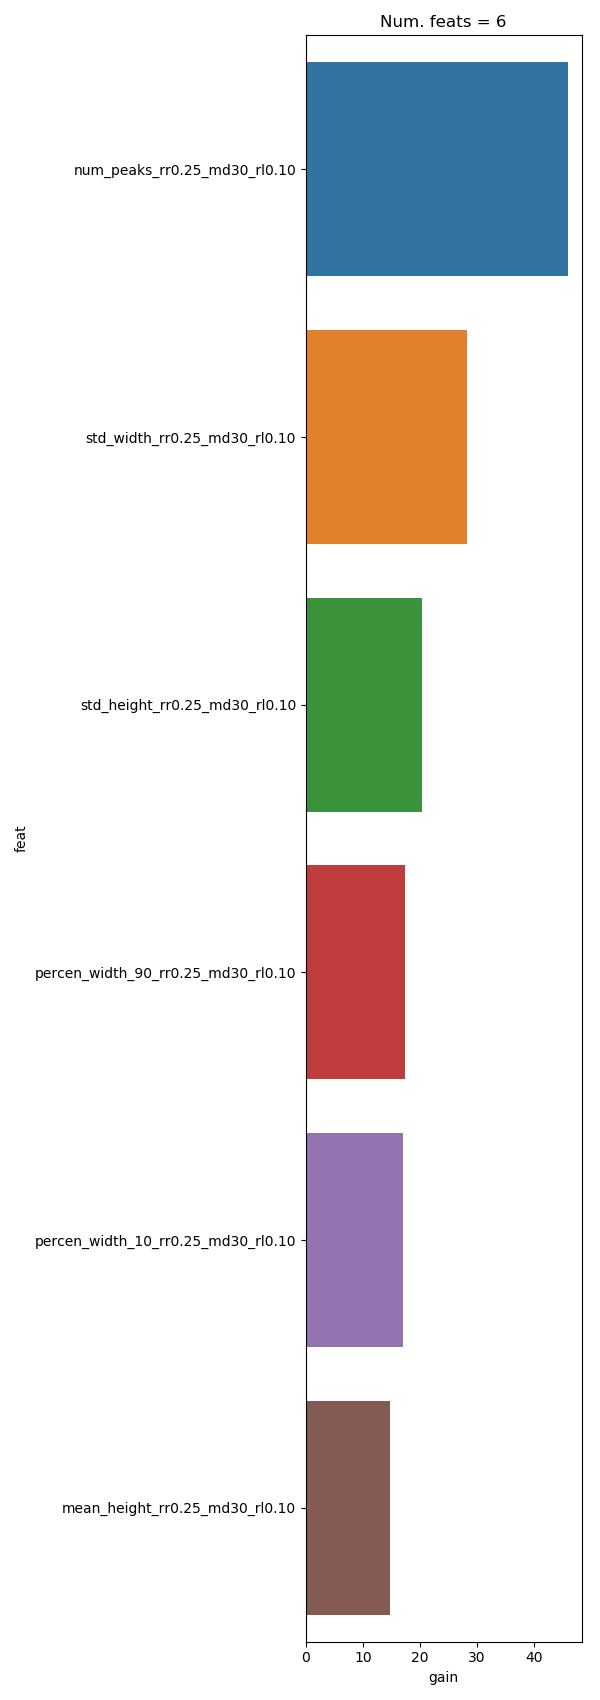 Num. feats = 6
num_peaks_rr0.25_md30_rl0.10
std_width_rr0.25_md30_rl0.10
std_height_rr0.25_md30_rl0.10
feat
percen_width_90_rr0.25_md30_rl0.10
percen_width_10_rr0.25_md30_rl0.10
mean_height_rr0.25_md30_rl0.10
0 10 20 30 40
gain